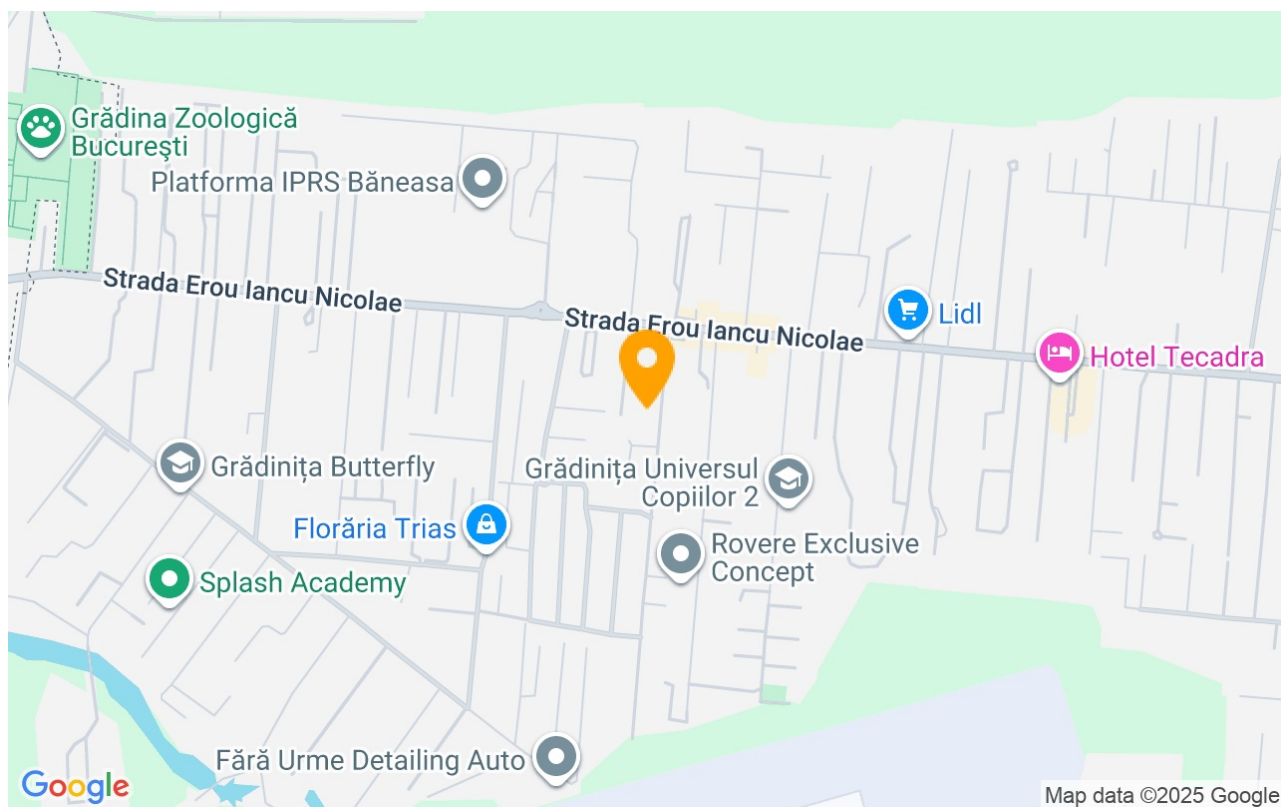 Grădina Zoologică
Bucureşti
Platforma IPRS Băneasa
Strada Erou Iancu Nicolae
Strada Erou Iancu Nicolae
Lidl
Hotel Tecadra
Grădinița Butterfly
Grădinița Universul
Copiilor 2
Florăria Trias
Rovere Exclusive
Concept
Splash Academy
Fără Urme Detailing Auto
Google
Map data ©2025 Google